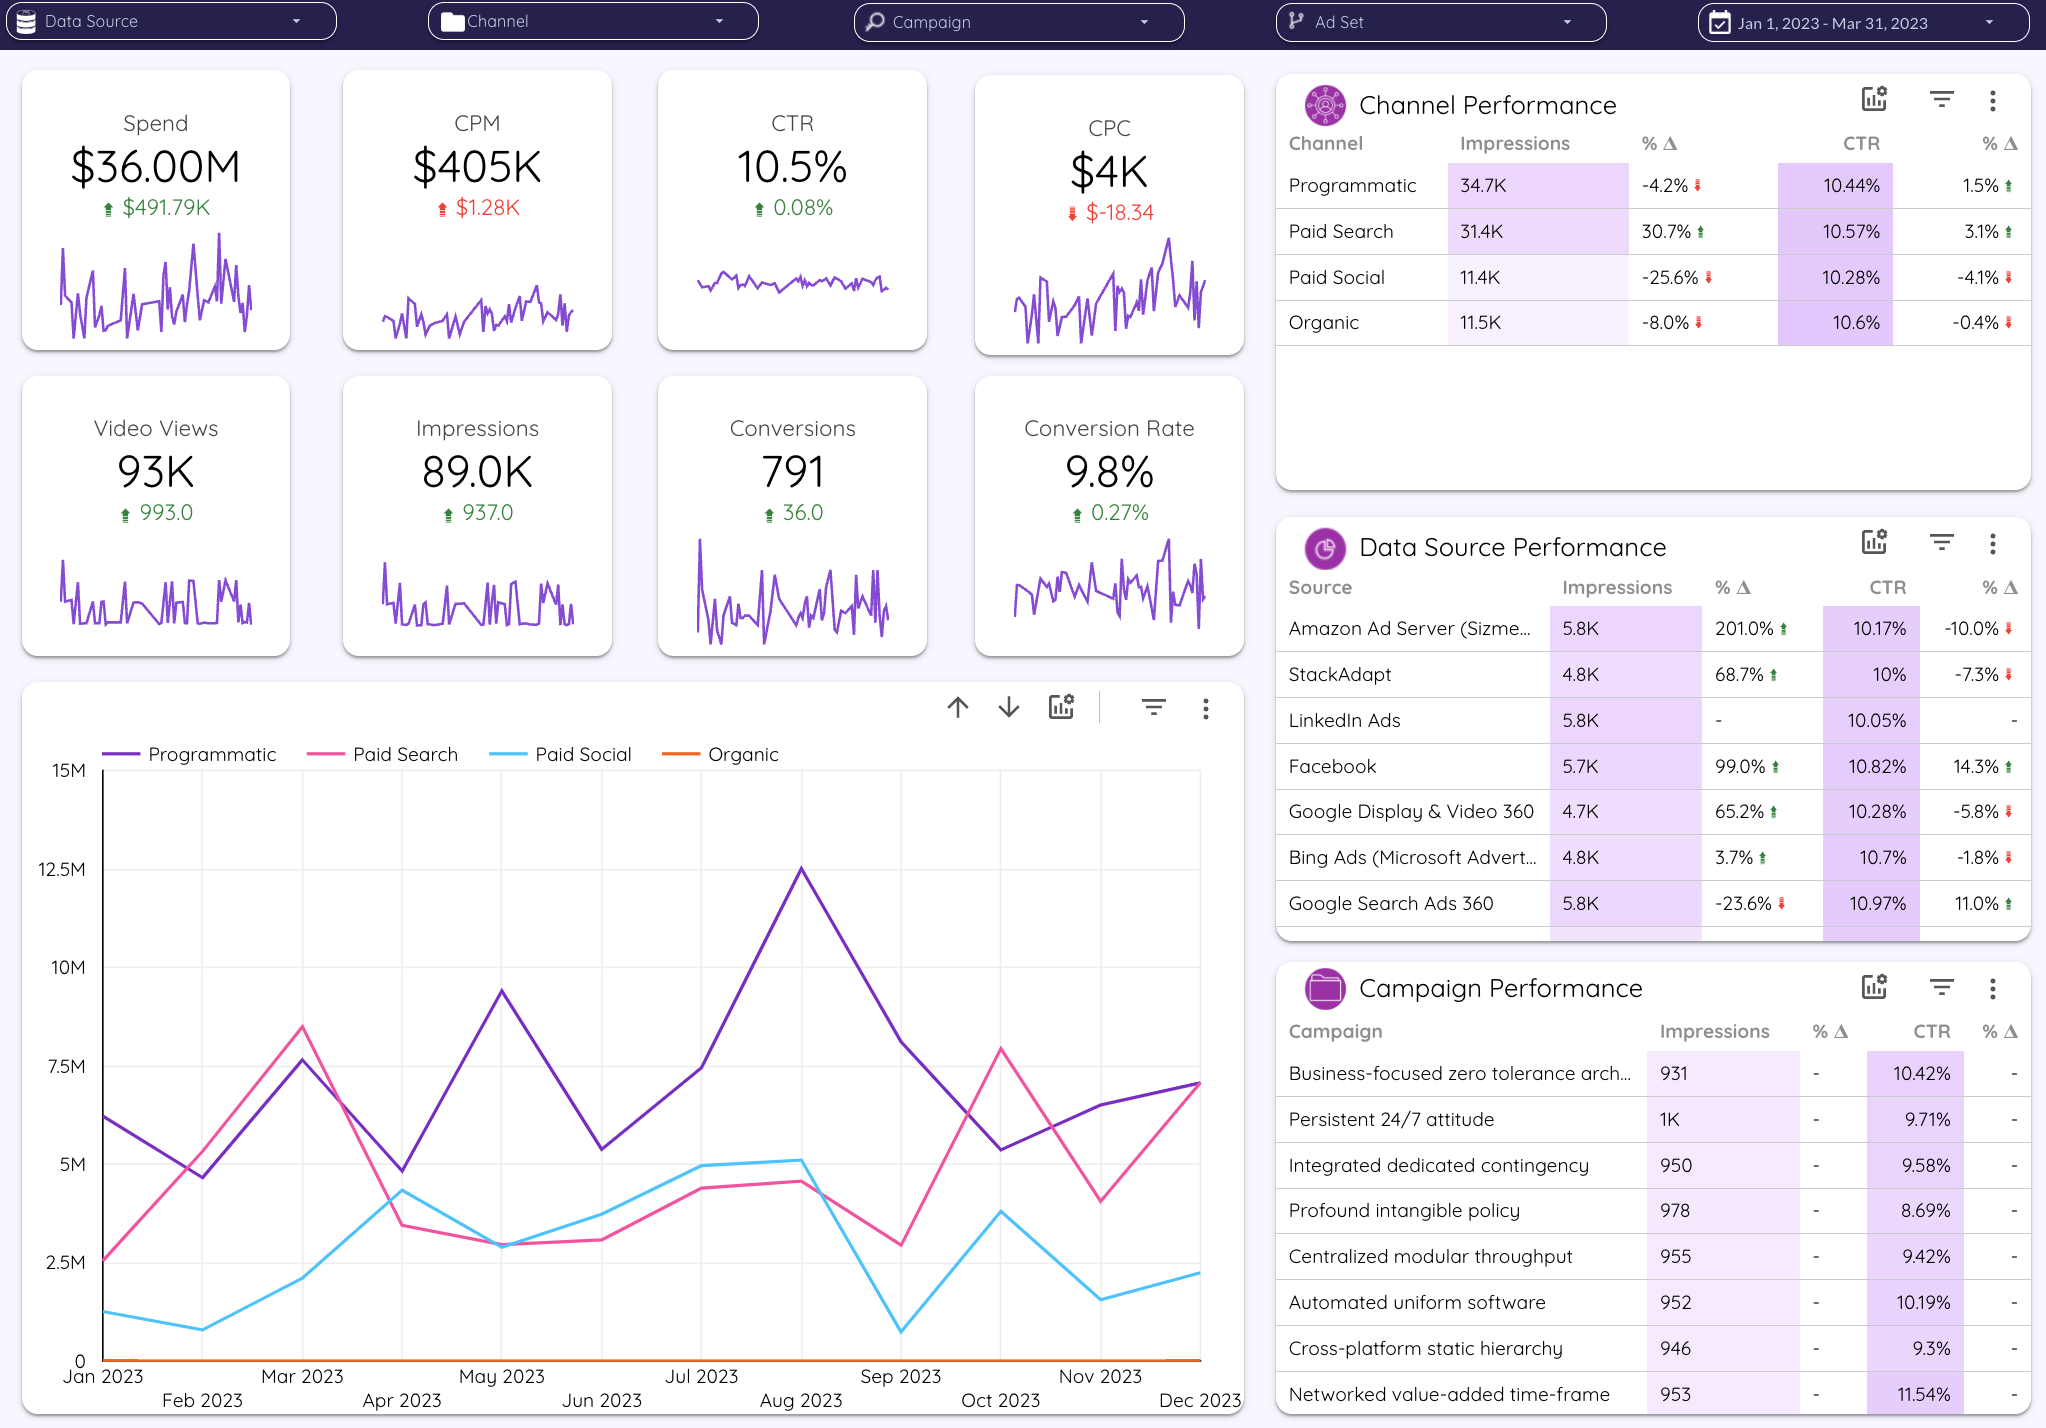 Data Source
Channel
Campaign
Ad Set
Jan 1, 2023 - Mar 31, 2023
Spend
$36.00M
$491.79K
CPM
$405K
$1.28K
CTR
10.5%
0.08%
CPC
$4K
$-18.34
Video Views
93K
993.0
Impressions
89.0K
937.0
Conversions
791
36.0
Conversion Rate
9.8%
0.27%
Programmatic Paid Search Paid Social Organic
15M
12.5M
10M
7.5M
5M
2.5M
0
Jan 2023 Mar 2023 May 2023 Jul 2023 Sep 2023 Nov 2023
Feb 2023 Apr 2023 Jun 2023 Aug 2023 Oct 2023 Dec 2023
Channel Performance
Channel Impressions % Δ CTR % Δ
Programmatic 34.7K -4.2% 10.44% 1.5%
Paid Search 31.4K 30.7% 10.57% 3.1%
Paid Social 11.4K -25.6% 10.28% -4.1%
Organic 11.5K -8.0% 10.6% -0.4%
Data Source Performance
Source Impressions % Δ CTR % Δ
Amazon Ad Server (Sizme... 5.8K 201.0% 10.17% -10.0%
StackAdapt 4.8K 68.7% 10% -7.3%
LinkedIn Ads 5.8K - 10.05% -
Facebook 5.7K 99.0% 10.82% 14.3%
Google Display & Video 360 4.7K 65.2% 10.28% -5.8%
Bing Ads (Microsoft Advert... 4.8K 3.7% 10.7% -1.8%
Google Search Ads 360 5.8K -23.6% 10.97% 11.0%
Campaign Performance
Campaign Impressions % Δ CTR % Δ
Business-focused zero tolerance arch... 931 - 10.42% -
Persistent 24/7 attitude 1K - 9.71% -
Integrated dedicated contingency 950 - 9.58% -
Profound intangible policy 978 - 8.69% -
Centralized modular throughput 955 - 9.42% -
Automated uniform software 952 - 10.19% -
Cross-platform static hierarchy 946 - 9.3% -
Networked value-added time-frame 953 - 11.54% -